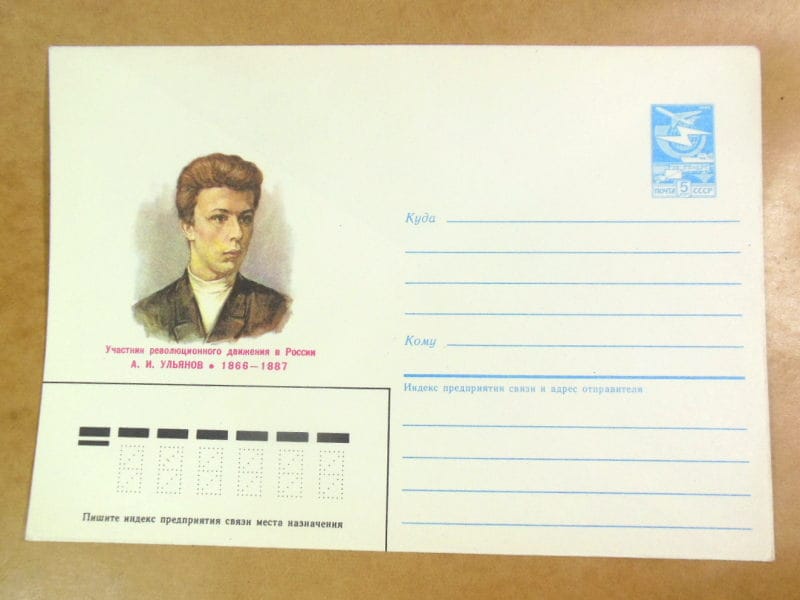 ПОЧТА 5 СССР
Куда
Кому
Участник революционного движения в России
А. И. УЛЬЯНОВ • 1866—1887
Индекс предприятия связи и адрес отправителя
Пишите индекс предприятия связи места назначения